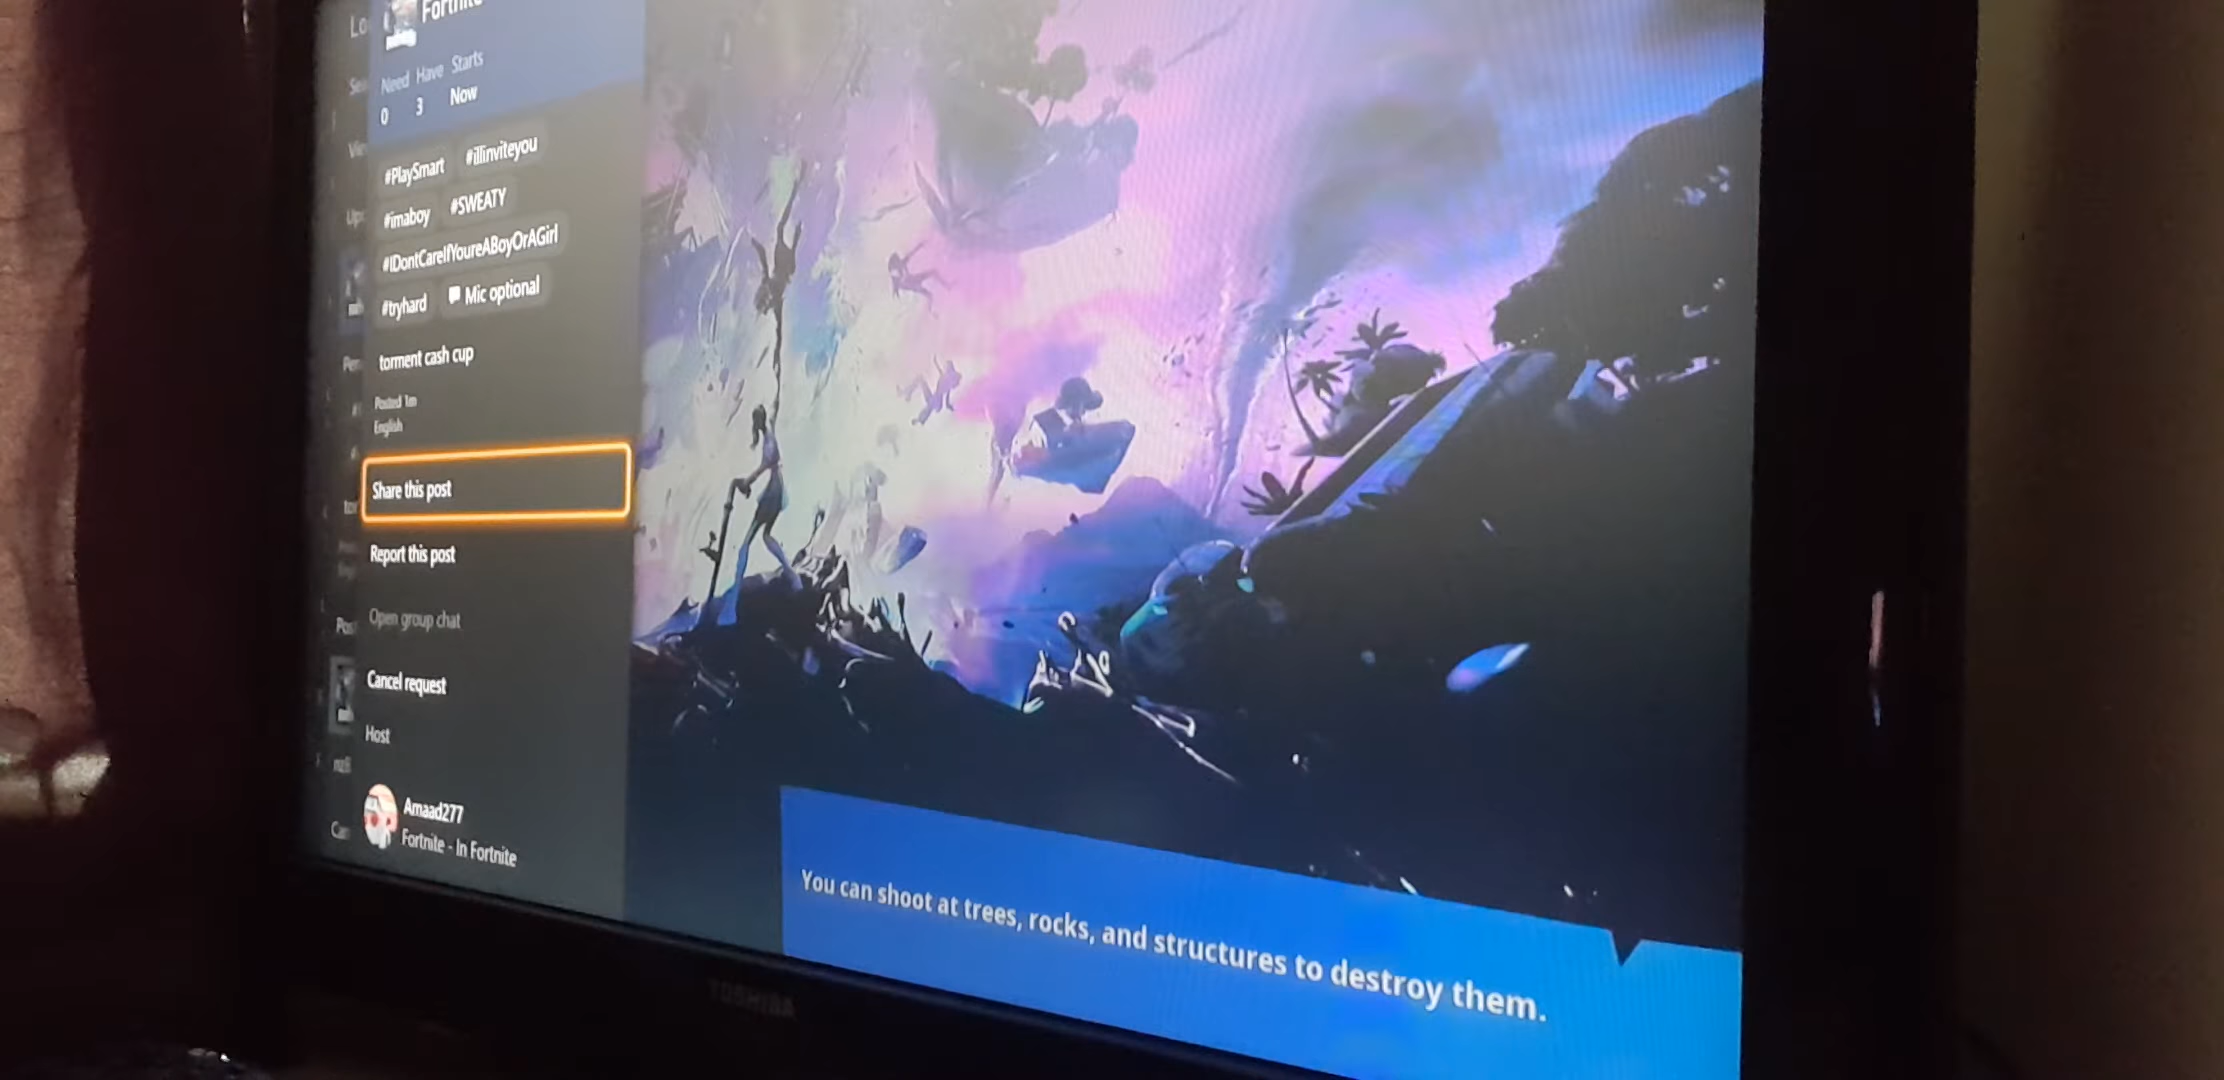 Fortnite
Need Have Starts
0 3 Now
#PlaySmart #illinviteyou
#imaboy #SWEATY
#IDontCareIfYoureABoyOrAGirl
#tryhard Mic optional
torment cash cup
Posted 1m
English
Share this post
Report this post
Open group chat
Cancel request
Host
Amaad277
Fortnite - In Fortnite
You can shoot at trees, rocks, and structures to destroy them.
TOSHIBA